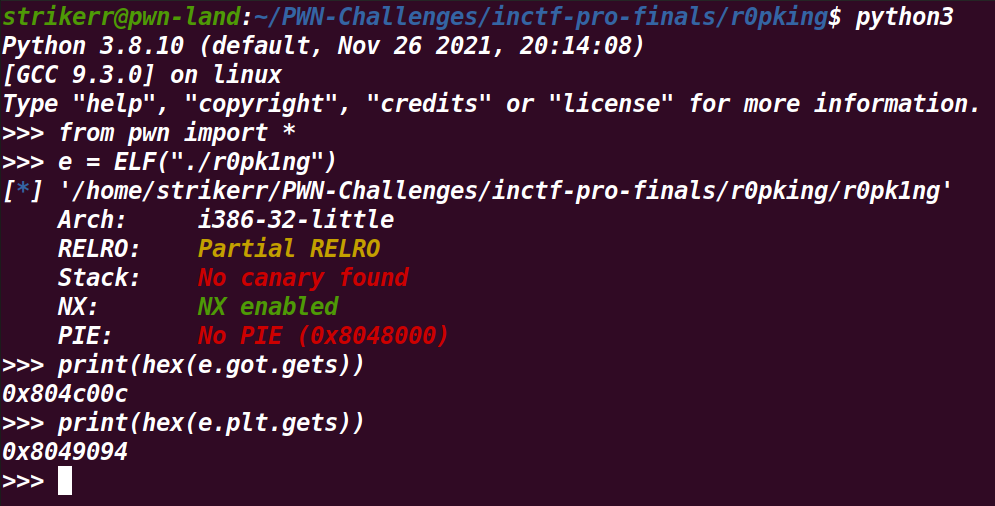 strikerr@pwn-land:~/PWN-Challenges/inctf-pro-finals/r0pking$ python3
Python 3.8.10 (default, Nov 26 2021, 20:14:08)
[GCC 9.3.0] on linux
Type "help", "copyright", "credits" or "license" for more information.
>>> from pwn import *
>>> e = ELF("./r0pk1ng")
[*] '/home/strikerr/PWN-Challenges/inctf-pro-finals/r0pking/r0pk1ng'
    Arch:     i386-32-little
    RELRO:    Partial RELRO
    Stack:    No canary found
    NX:       NX enabled
    PIE:      No PIE (0x8048000)
>>> print(hex(e.got.gets))
0x804c00c
>>> print(hex(e.plt.gets))
0x8049094
>>>